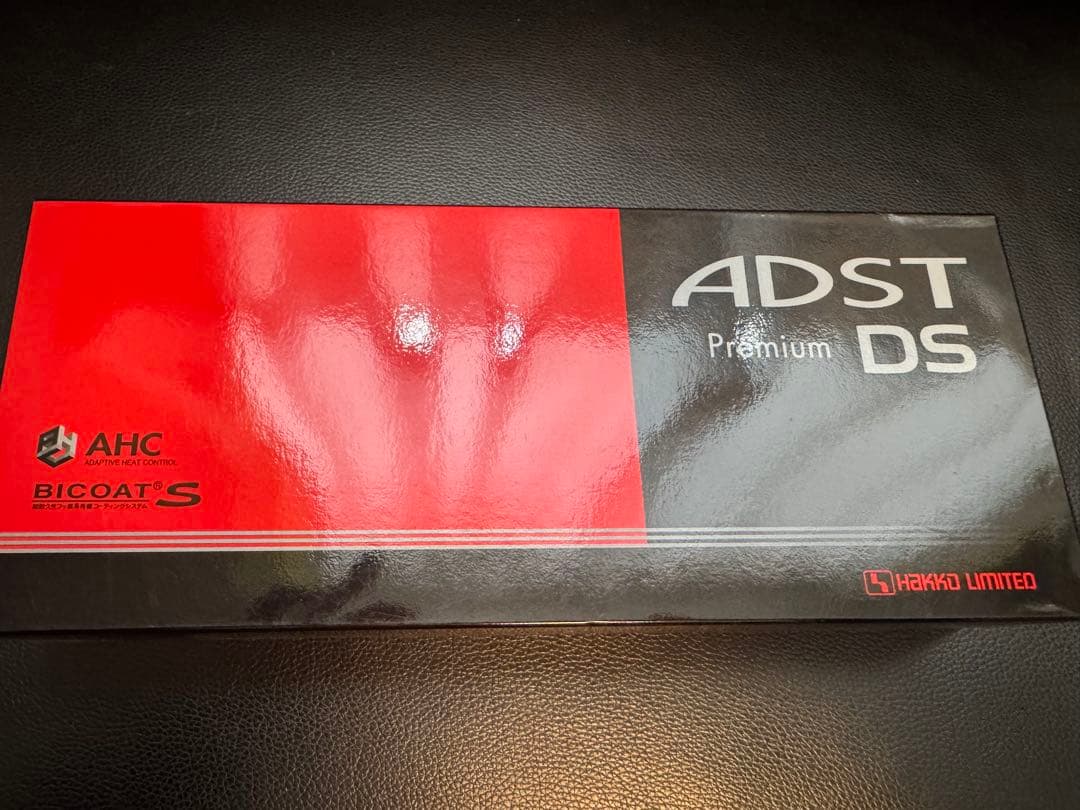 ADST
Premium DS
AHC
ADAPTIVE HEAT CONTROL
BICOAT® S
HAKKO LIMITED